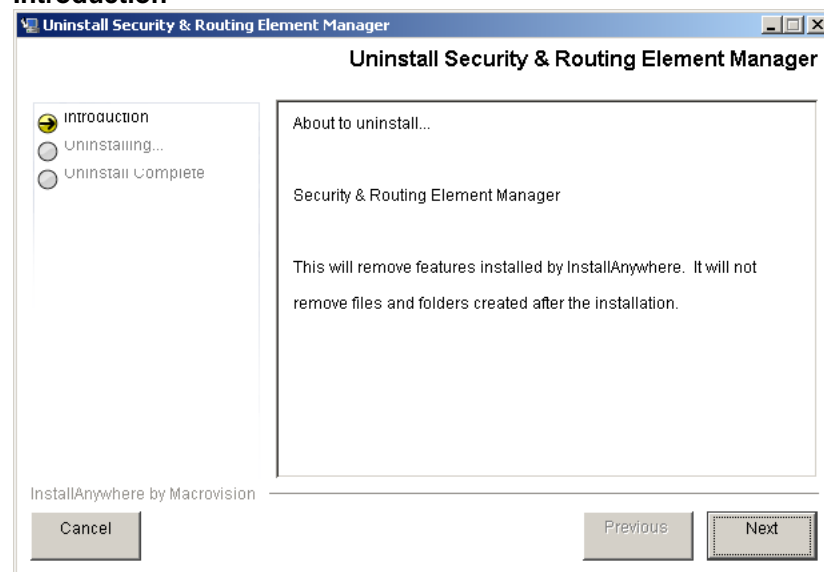 Introduction
Uninstall Security & Routing Element Manager
Uninstall Security & Routing Element Manager
Introduction
Uninstalling...
Uninstall Complete
About to uninstall...
Security & Routing Element Manager
This will remove features installed by InstallAnywhere. It will not
remove files and folders created after the installation.
InstallAnywhere by Macrovision
Cancel
Previous
Next